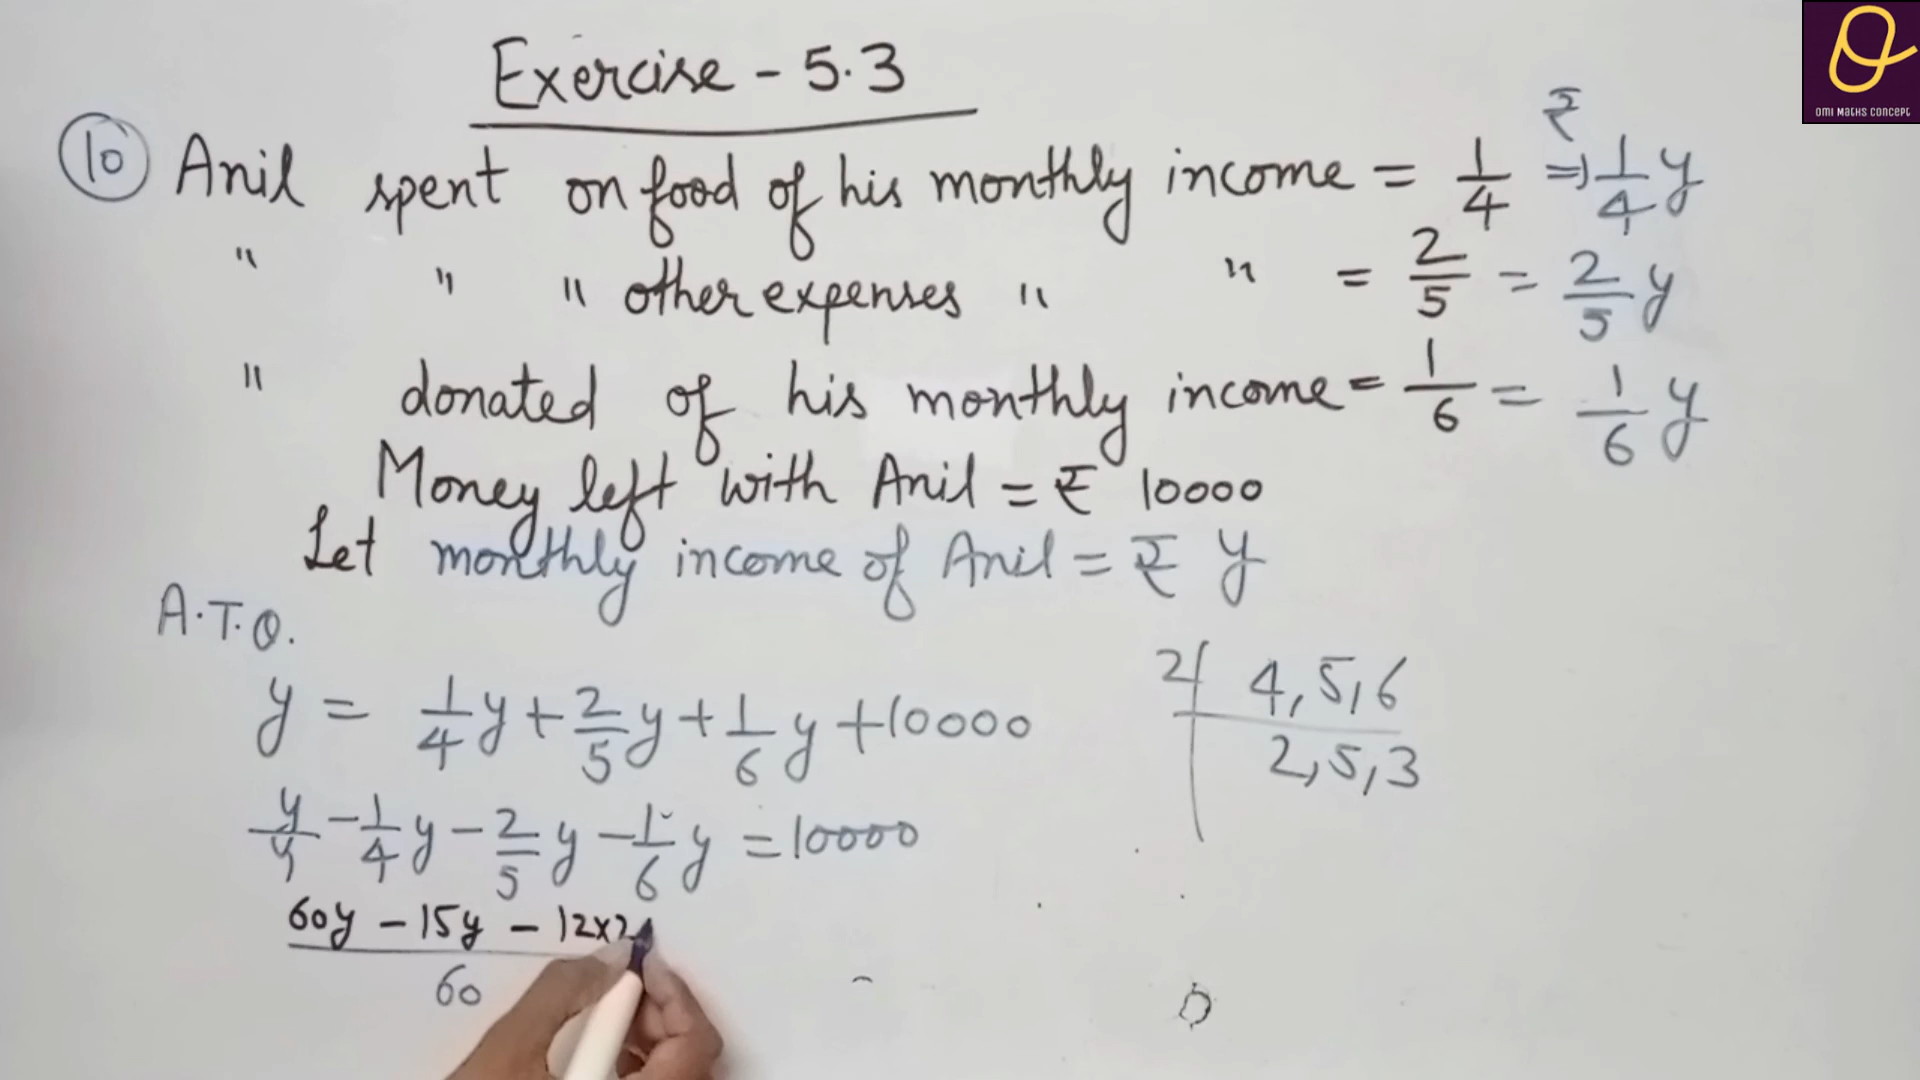 Exercise - 5.3
OMI MATHS CONCEPT
10 Anil spent on food of his monthly income = 1/4 ⇒ ₹ 1/4 y
" " " other expenses " " = 2/5 = 2/5 y
" donated of his monthly income = 1/6 = 1/6 y
Money left with Anil = ₹ 10000
Let monthly income of Anil = ₹ y
A.T.Q.
y = 1/4 y + 2/5 y + 1/6 y + 10000
2 | 4, 5, 6
2, 5, 3
y/y - 1/4 y - 2/5 y - 1/6 y = 10000
60y - 15y - 12×2
60